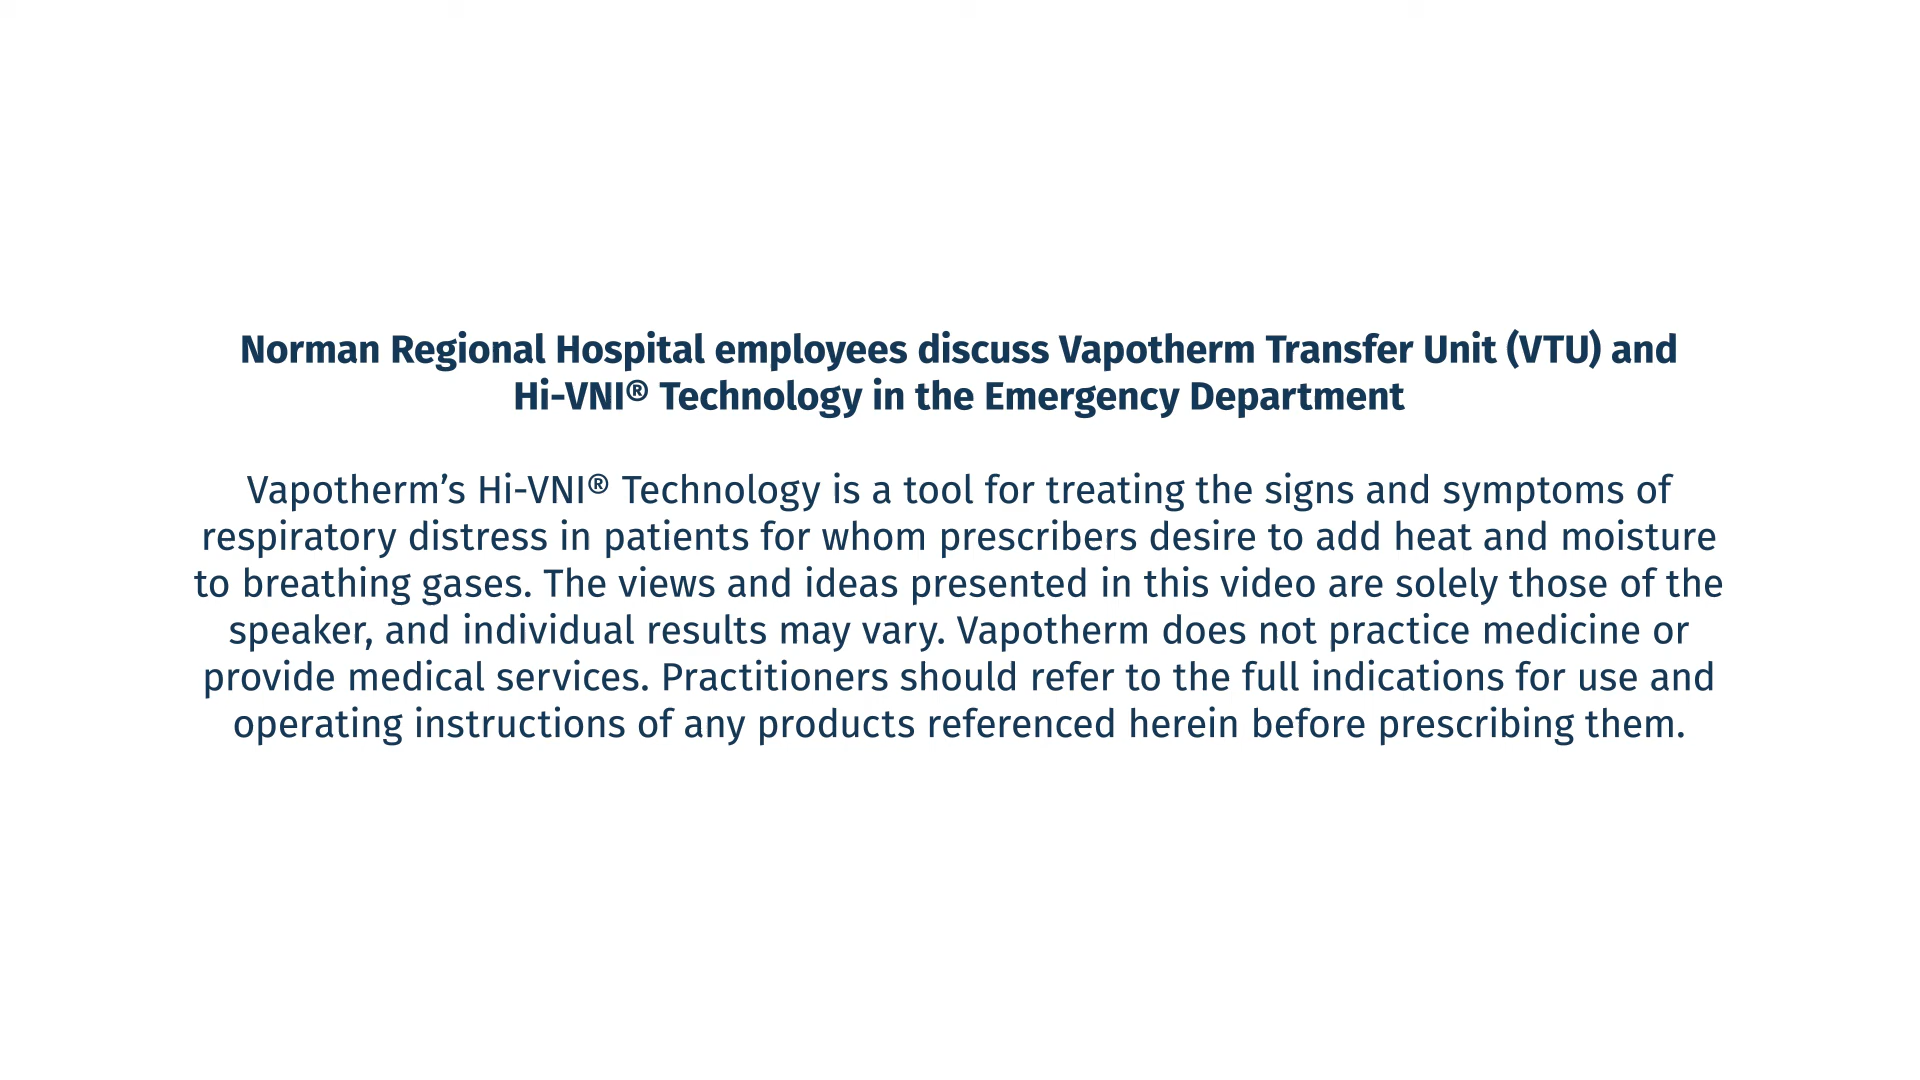 Norman Regional Hospital employees discuss Vapotherm Transfer Unit (VTU) and
Hi-VNI® Technology in the Emergency Department
Vapotherm’s Hi-VNI® Technology is a tool for treating the signs and symptoms of
respiratory distress in patients for whom prescribers desire to add heat and moisture
to breathing gases. The views and ideas presented in this video are solely those of the
speaker, and individual results may vary. Vapotherm does not practice medicine or
provide medical services. Practitioners should refer to the full indications for use and
operating instructions of any products referenced herein before prescribing them.